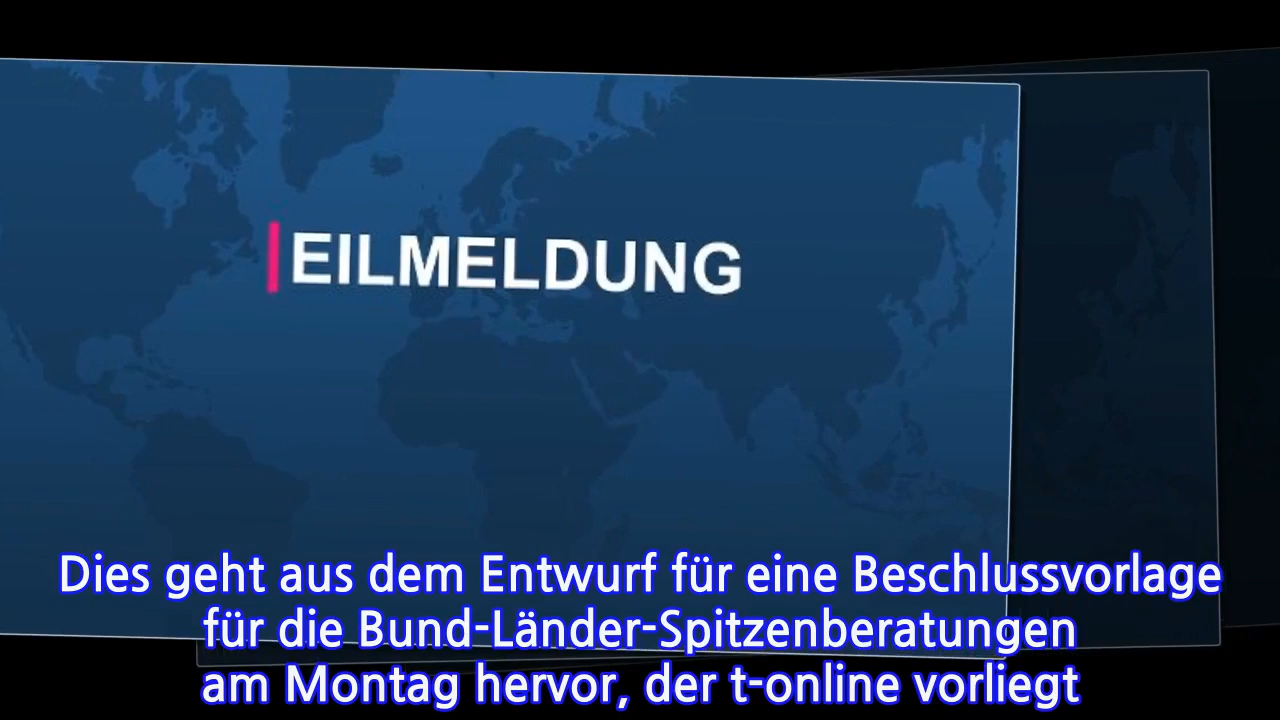 EILMELDUNG
Dies geht aus dem Entwurf für eine Beschlussvorlage
für die Bund-Länder-Spitzenberatungen
am Montag hervor, der t-online vorliegt